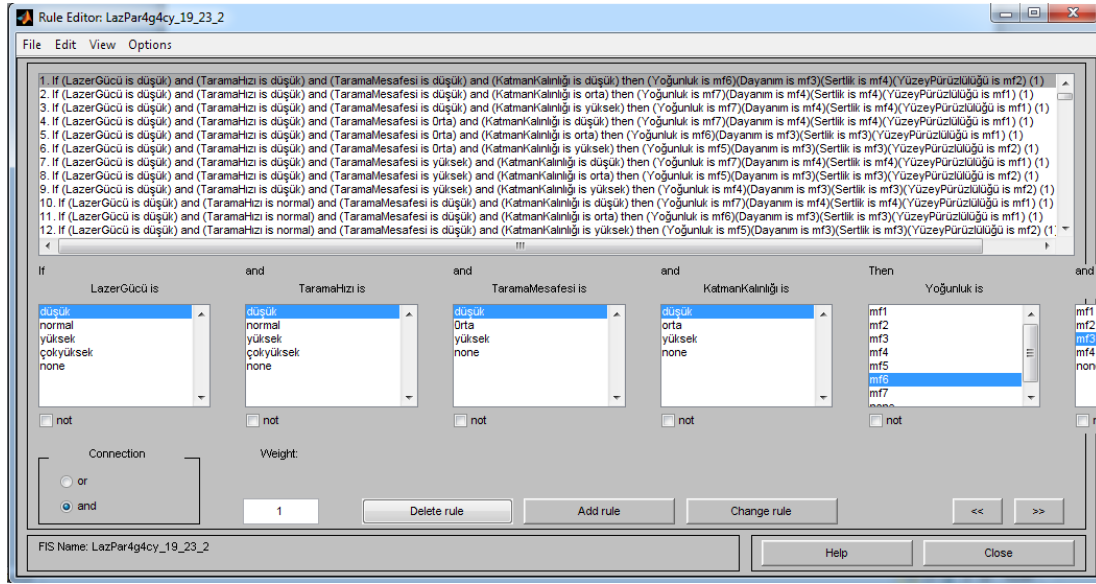 Rule Editor: LazPar4g4cy_19_23_2
File Edit View Options
1. If (LazerGücü is düşük) and (TaramaHızı is düşük) and (TaramaMesafesi is düşük) and (KatmanKalınlığı is düşük) then (Yoğunluk is mf6)(Dayanım is mf3)(Sertlik is mf4)(YüzeyPürüzlülüğü is mf2) (1)
2. If (LazerGücü is düşük) and (TaramaHızı is düşük) and (TaramaMesafesi is düşük) and (KatmanKalınlığı is orta) then (Yoğunluk is mf7)(Dayanım is mf4)(Sertlik is mf4)(YüzeyPürüzlülüğü is mf1) (1)
3. If (LazerGücü is düşük) and (TaramaHızı is düşük) and (TaramaMesafesi is düşük) and (KatmanKalınlığı is yüksek) then (Yoğunluk is mf7)(Dayanım is mf4)(Sertlik is mf4)(YüzeyPürüzlülüğü is mf1) (1)
4. If (LazerGücü is düşük) and (TaramaHızı is düşük) and (TaramaMesafesi is 0rta) and (KatmanKalınlığı is düşük) then (Yoğunluk is mf7)(Dayanım is mf4)(Sertlik is mf4)(YüzeyPürüzlülüğü is mf1) (1)
5. If (LazerGücü is düşük) and (TaramaHızı is düşük) and (TaramaMesafesi is 0rta) and (KatmanKalınlığı is orta) then (Yoğunluk is mf6)(Dayanım is mf3)(Sertlik is mf3)(YüzeyPürüzlülüğü is mf1) (1)
6. If (LazerGücü is düşük) and (TaramaHızı is düşük) and (TaramaMesafesi is 0rta) and (KatmanKalınlığı is yüksek) then (Yoğunluk is mf5)(Dayanım is mf3)(Sertlik is mf3)(YüzeyPürüzlülüğü is mf2) (1)
7. If (LazerGücü is düşük) and (TaramaHızı is düşük) and (TaramaMesafesi is yüksek) and (KatmanKalınlığı is düşük) then (Yoğunluk is mf7)(Dayanım is mf4)(Sertlik is mf4)(YüzeyPürüzlülüğü is mf1) (1)
8. If (LazerGücü is düşük) and (TaramaHızı is düşük) and (TaramaMesafesi is yüksek) and (KatmanKalınlığı is orta) then (Yoğunluk is mf5)(Dayanım is mf3)(Sertlik is mf3)(YüzeyPürüzlülüğü is mf2) (1)
9. If (LazerGücü is düşük) and (TaramaHızı is düşük) and (TaramaMesafesi is yüksek) and (KatmanKalınlığı is yüksek) then (Yoğunluk is mf4)(Dayanım is mf3)(Sertlik is mf3)(YüzeyPürüzlülüğü is mf2) (1)
10. If (LazerGücü is düşük) and (TaramaHızı is normal) and (TaramaMesafesi is düşük) and (KatmanKalınlığı is düşük) then (Yoğunluk is mf7)(Dayanım is mf4)(Sertlik is mf4)(YüzeyPürüzlülüğü is mf1) (1)
11. If (LazerGücü is düşük) and (TaramaHızı is normal) and (TaramaMesafesi is düşük) and (KatmanKalınlığı is orta) then (Yoğunluk is mf6)(Dayanım is mf3)(Sertlik is mf3)(YüzeyPürüzlülüğü is mf1) (1)
12. If (LazerGücü is düşük) and (TaramaHızı is normal) and (TaramaMesafesi is düşük) and (KatmanKalınlığı is yüksek) then (Yoğunluk is mf5)(Dayanım is mf3)(Sertlik is mf3)(YüzeyPürüzlülüğü is mf2) (1
If and and and Then and
LazerGücü is TaramaHızı is TaramaMesafesi is KatmanKalınlığı is Yoğunluk is
düşük düşük düşük düşük mf1 mf1
normal normal 0rta orta mf2 mf2
yüksek yüksek yüksek yüksek mf3 mf3
çokyüksek çokyüksek none none mf4 mf4
none none mf5 non
mf6
mf7
none
not not not not not
Connection Weight:
or
and 1 Delete rule Add rule Change rule << >>
FIS Name: LazPar4g4cy_19_23_2 Help Close